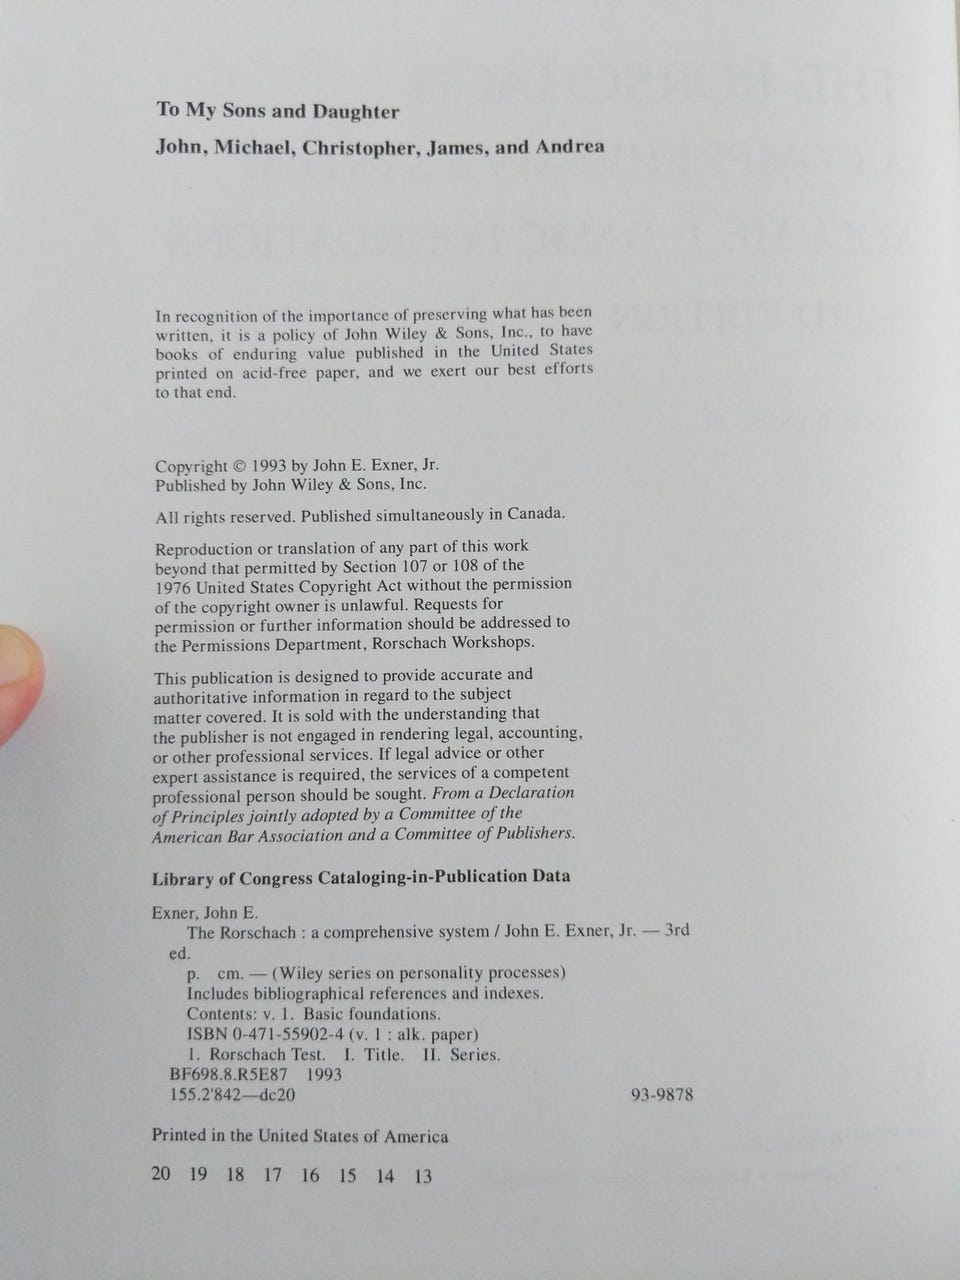 To My Sons and Daughter
John, Michael, Christopher, James, and Andrea
In recognition of the importance of preserving what has been
written, it is a policy of John Wiley & Sons, Inc., to have
books of enduring value published in the United States
printed on acid-free paper, and we exert our best efforts
to that end.
Copyright © 1993 by John E. Exner, Jr.
Published by John Wiley & Sons, Inc.
All rights reserved. Published simultaneously in Canada.
Reproduction or translation of any part of this work
beyond that permitted by Section 107 or 108 of the
1976 United States Copyright Act without the permission
of the copyright owner is unlawful. Requests for
permission or further information should be addressed to
the Permissions Department, Rorschach Workshops.
This publication is designed to provide accurate and
authoritative information in regard to the subject
matter covered. It is sold with the understanding that
the publisher is not engaged in rendering legal, accounting,
or other professional services. If legal advice or other
expert assistance is required, the services of a competent
professional person should be sought. From a Declaration
of Principles jointly adopted by a Committee of the
American Bar Association and a Committee of Publishers.
Library of Congress Cataloging-in-Publication Data
Exner, John E.
The Rorschach : a comprehensive system / John E. Exner, Jr. — 3rd
ed.
p. cm. — (Wiley series on personality processes)
Includes bibliographical references and indexes.
Contents: v. 1. Basic foundations.
ISBN 0-471-55902-4 (v. 1 : alk. paper)
1. Rorschach Test. I. Title. II. Series.
BF698.8.R5E87 1993
155.2'842—dc20 93-9878
Printed in the United States of America
20 19 18 17 16 15 14 13